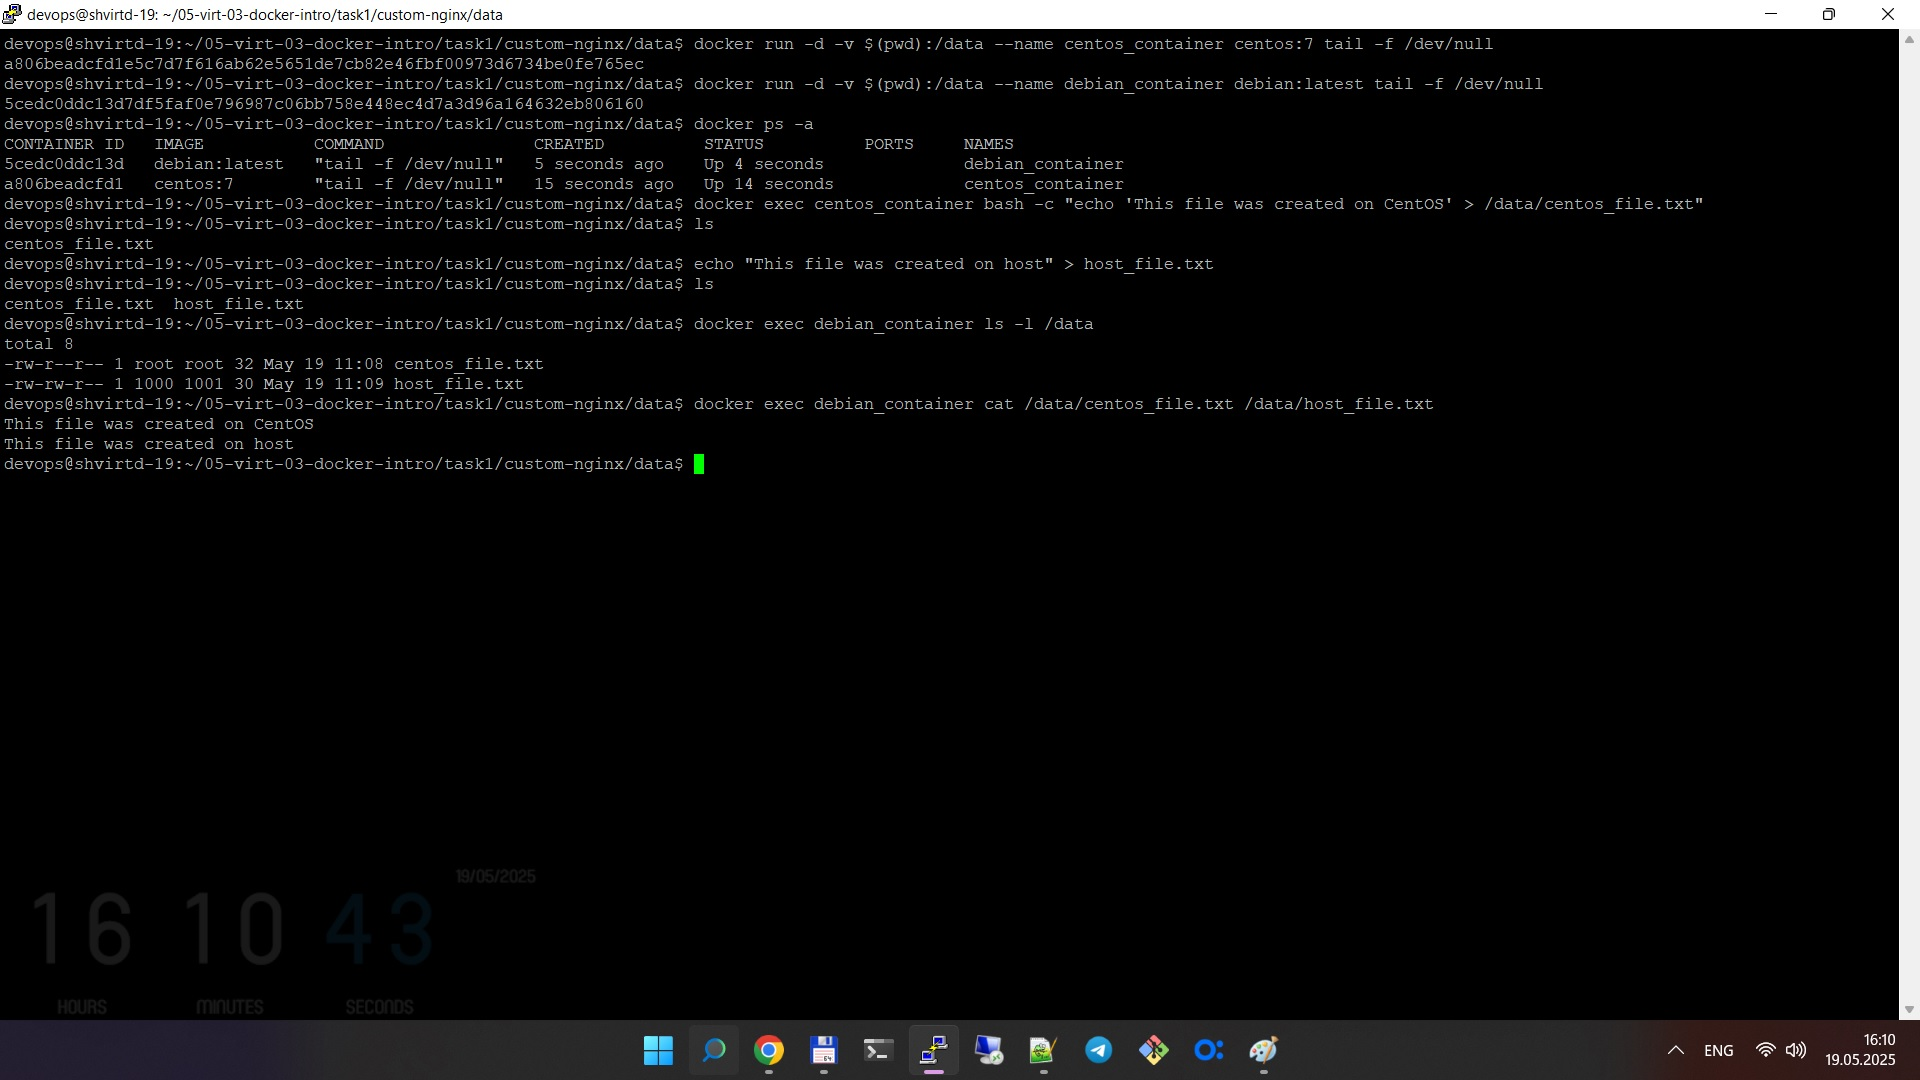 devops@shvirtd-19: ~/05-virt-03-docker-intro/task1/custom-nginx/data
devops@shvirtd-19:~/05-virt-03-docker-intro/task1/custom-nginx/data$ docker run -d -v $(pwd):/data --name centos_container centos:7 tail -f /dev/null
a806beadcfd1e5c7d7f616ab62e5651de7cb82e46fbf00973d6734be0fe765ec
devops@shvirtd-19:~/05-virt-03-docker-intro/task1/custom-nginx/data$ docker run -d -v $(pwd):/data --name debian_container debian:latest tail -f /dev/null
5cedc0ddc13d7df5faf0e796987c06bb758e448ec4d7a3d96a164632eb806160
devops@shvirtd-19:~/05-virt-03-docker-intro/task1/custom-nginx/data$ docker ps -a
CONTAINER ID   IMAGE           COMMAND               CREATED          STATUS          PORTS     NAMES
5cedc0ddc13d   debian:latest   "tail -f /dev/null"   5 seconds ago    Up 4 seconds              debian_container
a806beadcfd1   centos:7        "tail -f /dev/null"   15 seconds ago   Up 14 seconds             centos_container
devops@shvirtd-19:~/05-virt-03-docker-intro/task1/custom-nginx/data$ docker exec centos_container bash -c "echo 'This file was created on CentOS' > /data/centos_file.txt"
devops@shvirtd-19:~/05-virt-03-docker-intro/task1/custom-nginx/data$ ls
centos_file.txt
devops@shvirtd-19:~/05-virt-03-docker-intro/task1/custom-nginx/data$ echo "This file was created on host" > host_file.txt
devops@shvirtd-19:~/05-virt-03-docker-intro/task1/custom-nginx/data$ ls
centos_file.txt  host_file.txt
devops@shvirtd-19:~/05-virt-03-docker-intro/task1/custom-nginx/data$ docker exec debian_container ls -l /data
total 8
-rw-r--r-- 1 root root 32 May 19 11:08 centos_file.txt
-rw-rw-r-- 1 1000 1001 30 May 19 11:09 host_file.txt
devops@shvirtd-19:~/05-virt-03-docker-intro/task1/custom-nginx/data$ docker exec debian_container cat /data/centos_file.txt /data/host_file.txt
This file was created on CentOS
This file was created on host
devops@shvirtd-19:~/05-virt-03-docker-intro/task1/custom-nginx/data$
19/05/2025
16 10 43
HOURS MINUTES SECONDS
64
ENG
16:10
19.05.2025